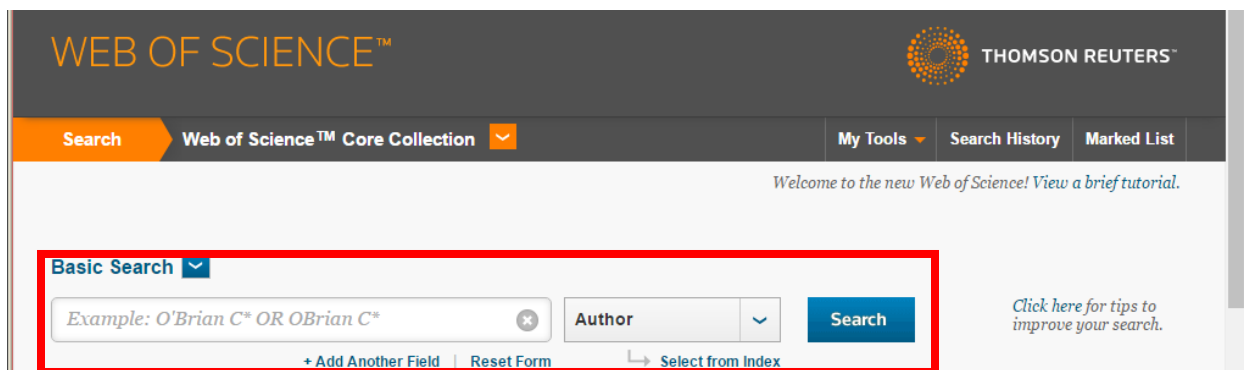 WEB OF SCIENCE™
THOMSON REUTERS™
Search Web of Science™ Core Collection My Tools Search History Marked List
Welcome to the new Web of Science! View a brief tutorial.
Basic Search
Example: O'Brian C* OR OBrian C* Author Search
Click here for tips to
improve your search.
+ Add Another Field | Reset Form Select from Index